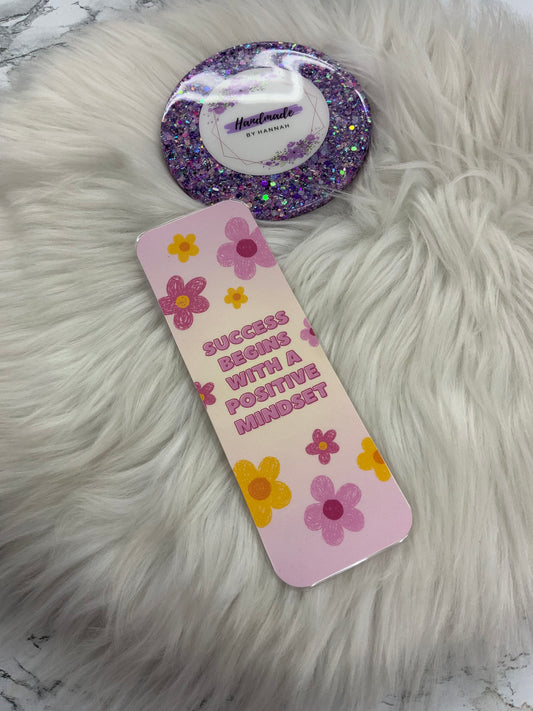 Handmade
BY HANNAH
SUCCESS
BEGINS
WITH A
POSITIVE
MINDSET